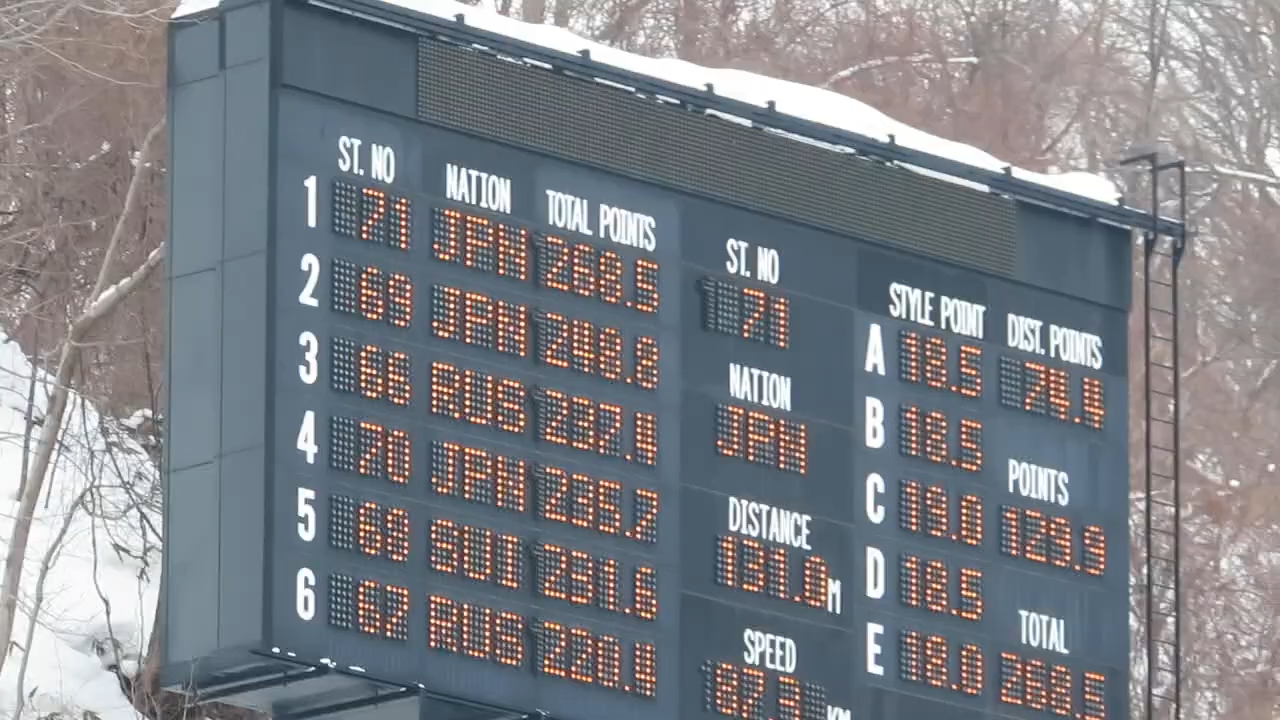 ST. NO NATION TOTAL POINTS
1 71 JPN 268.5
2 69 JPN 248.8
3 66 RUS 237.4
4 70 JPN 235.7
5 68 SUI 231.6
6 67 RUS 220.4
ST. NO
71
NATION
JPN
DISTANCE
131.0M
SPEED
KM
STYLE POINT
A 18.5
B 18.5
C 19.0
D 18.5
E 18.0
DIST. POINTS
74.4
POINTS
129.9
TOTAL
268.5